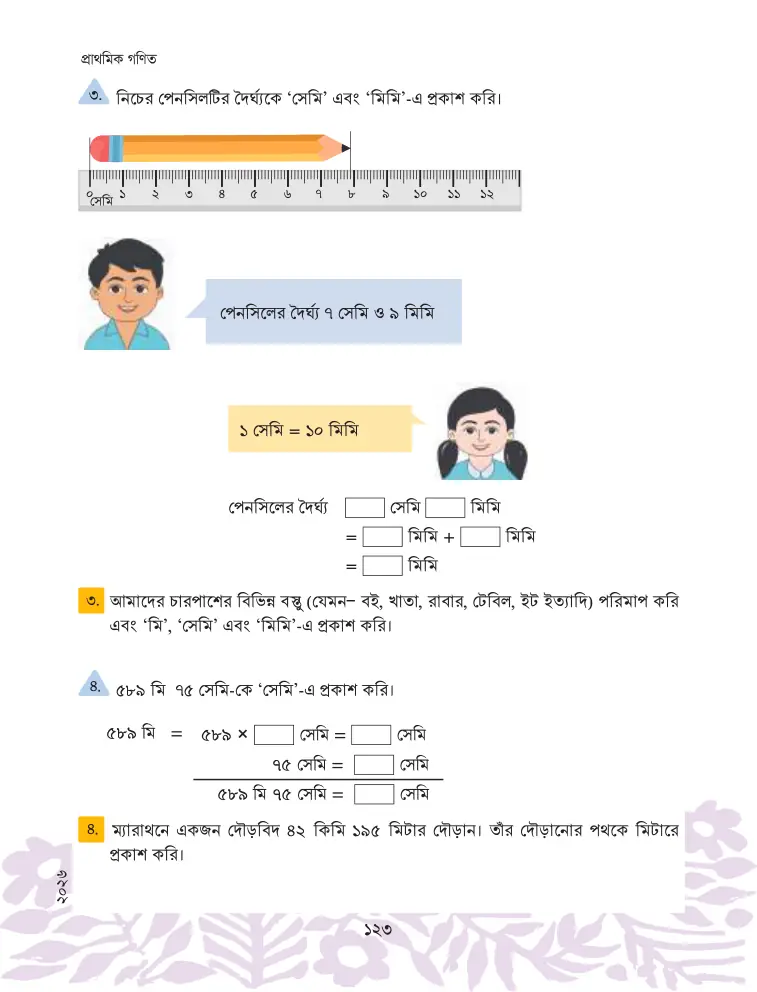 প্রাথমিক গণিত
৩. নিচের পেনসিলটির দৈর্ঘ্যকে ‘সেমি’ এবং ‘মিমি’-এ প্রকাশ করি।
০ ১ ২ ৩ ৪ ৫ ৬ ৭ ৮ ৯ ১০ ১১ ১২
সেমি
পেনসিলের দৈর্ঘ্য ৭ সেমি ও ৯ মিমি
১ সেমি = ১০ মিমি
পেনসিলের দৈর্ঘ্য সেমি মিমি
= মিমি + মিমি
= মিমি
৩. আমাদের চারপাশের বিভিন্ন বস্তু (যেমন– বই, খাতা, রাবার, টেবিল, ইট ইত্যাদি) পরিমাপ করি
এবং ‘মি’, ‘সেমি’ এবং ‘মিমি’-এ প্রকাশ করি।
৪. ৫৮৯ মি ৭৫ সেমি-কে ‘সেমি’-এ প্রকাশ করি।
৫৮৯ মি = ৫৮৯ × সেমি = সেমি
৭৫ সেমি = সেমি
৫৮৯ মি ৭৫ সেমি = সেমি
৪. ম্যারাথনে একজন দৌড়বিদ ৪২ কিমি ১৯৫ মিটার দৌড়ান। তাঁর দৌড়ানোর পথকে মিটারে
প্রকাশ করি।
২০২৬
১২৩